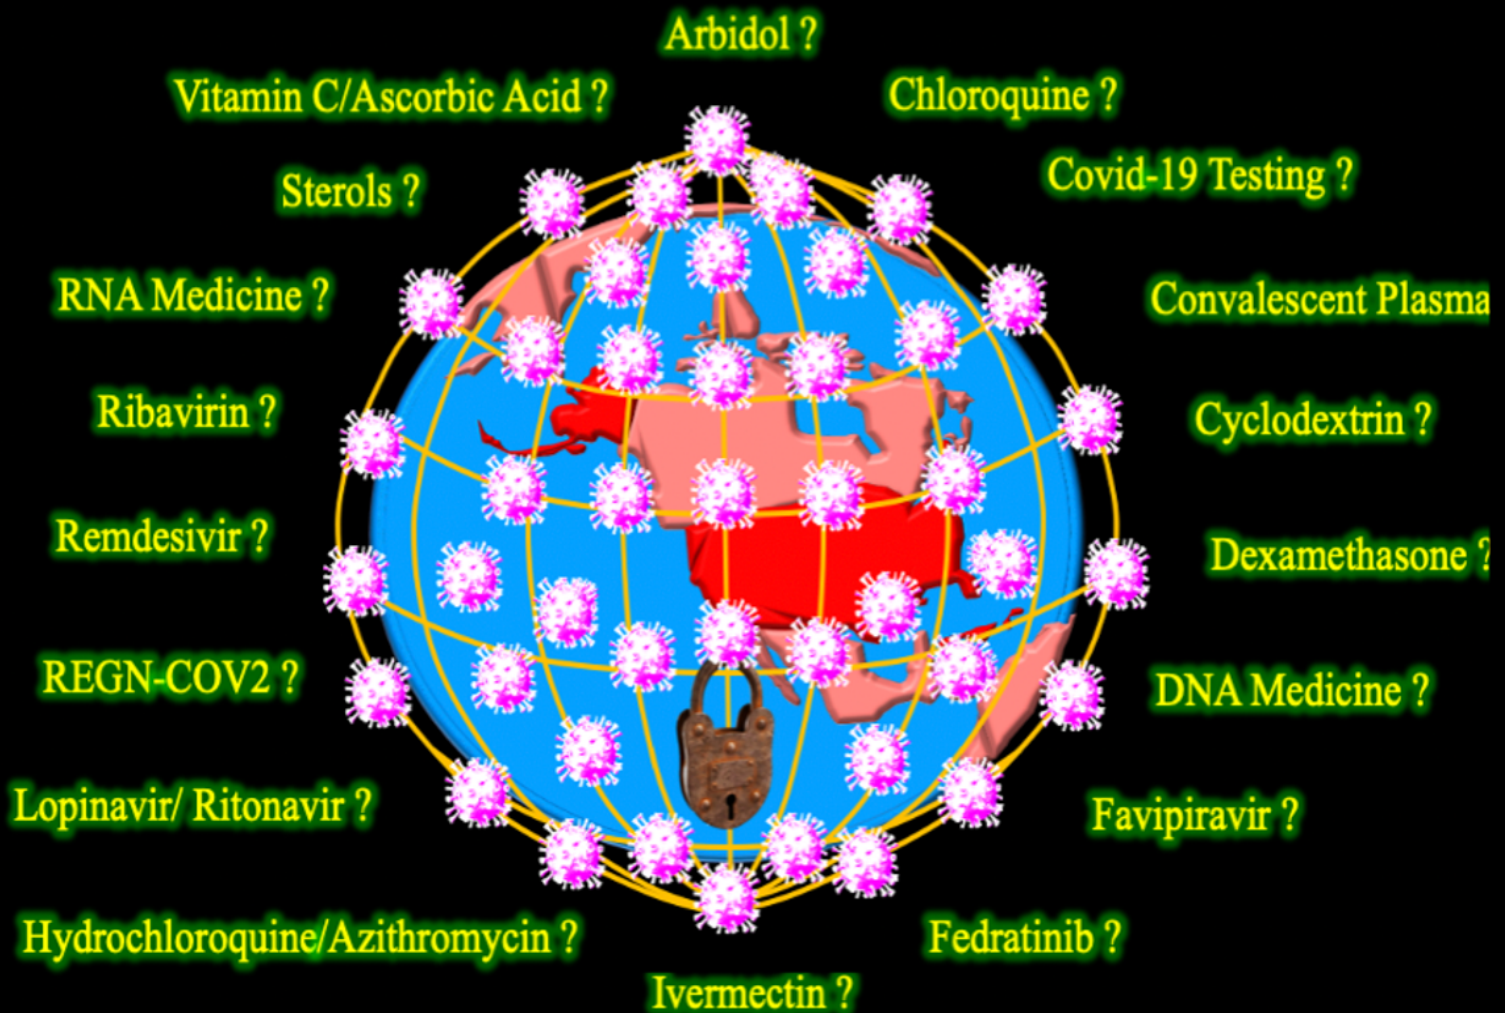 Arbidol ?
Vitamin C/Ascorbic Acid ?
Chloroquine ?
Sterols ?
Covid-19 Testing ?
RNA Medicine ?
Convalescent Plasma
Ribavirin ?
Cyclodextrin ?
Remdesivir ?
Dexamethasone ?
REGN-COV2 ?
DNA Medicine ?
Lopinavir/ Ritonavir ?
Favipiravir ?
Hydrochloroquine/Azithromycin ?
Fedratinib ?
Ivermectin ?